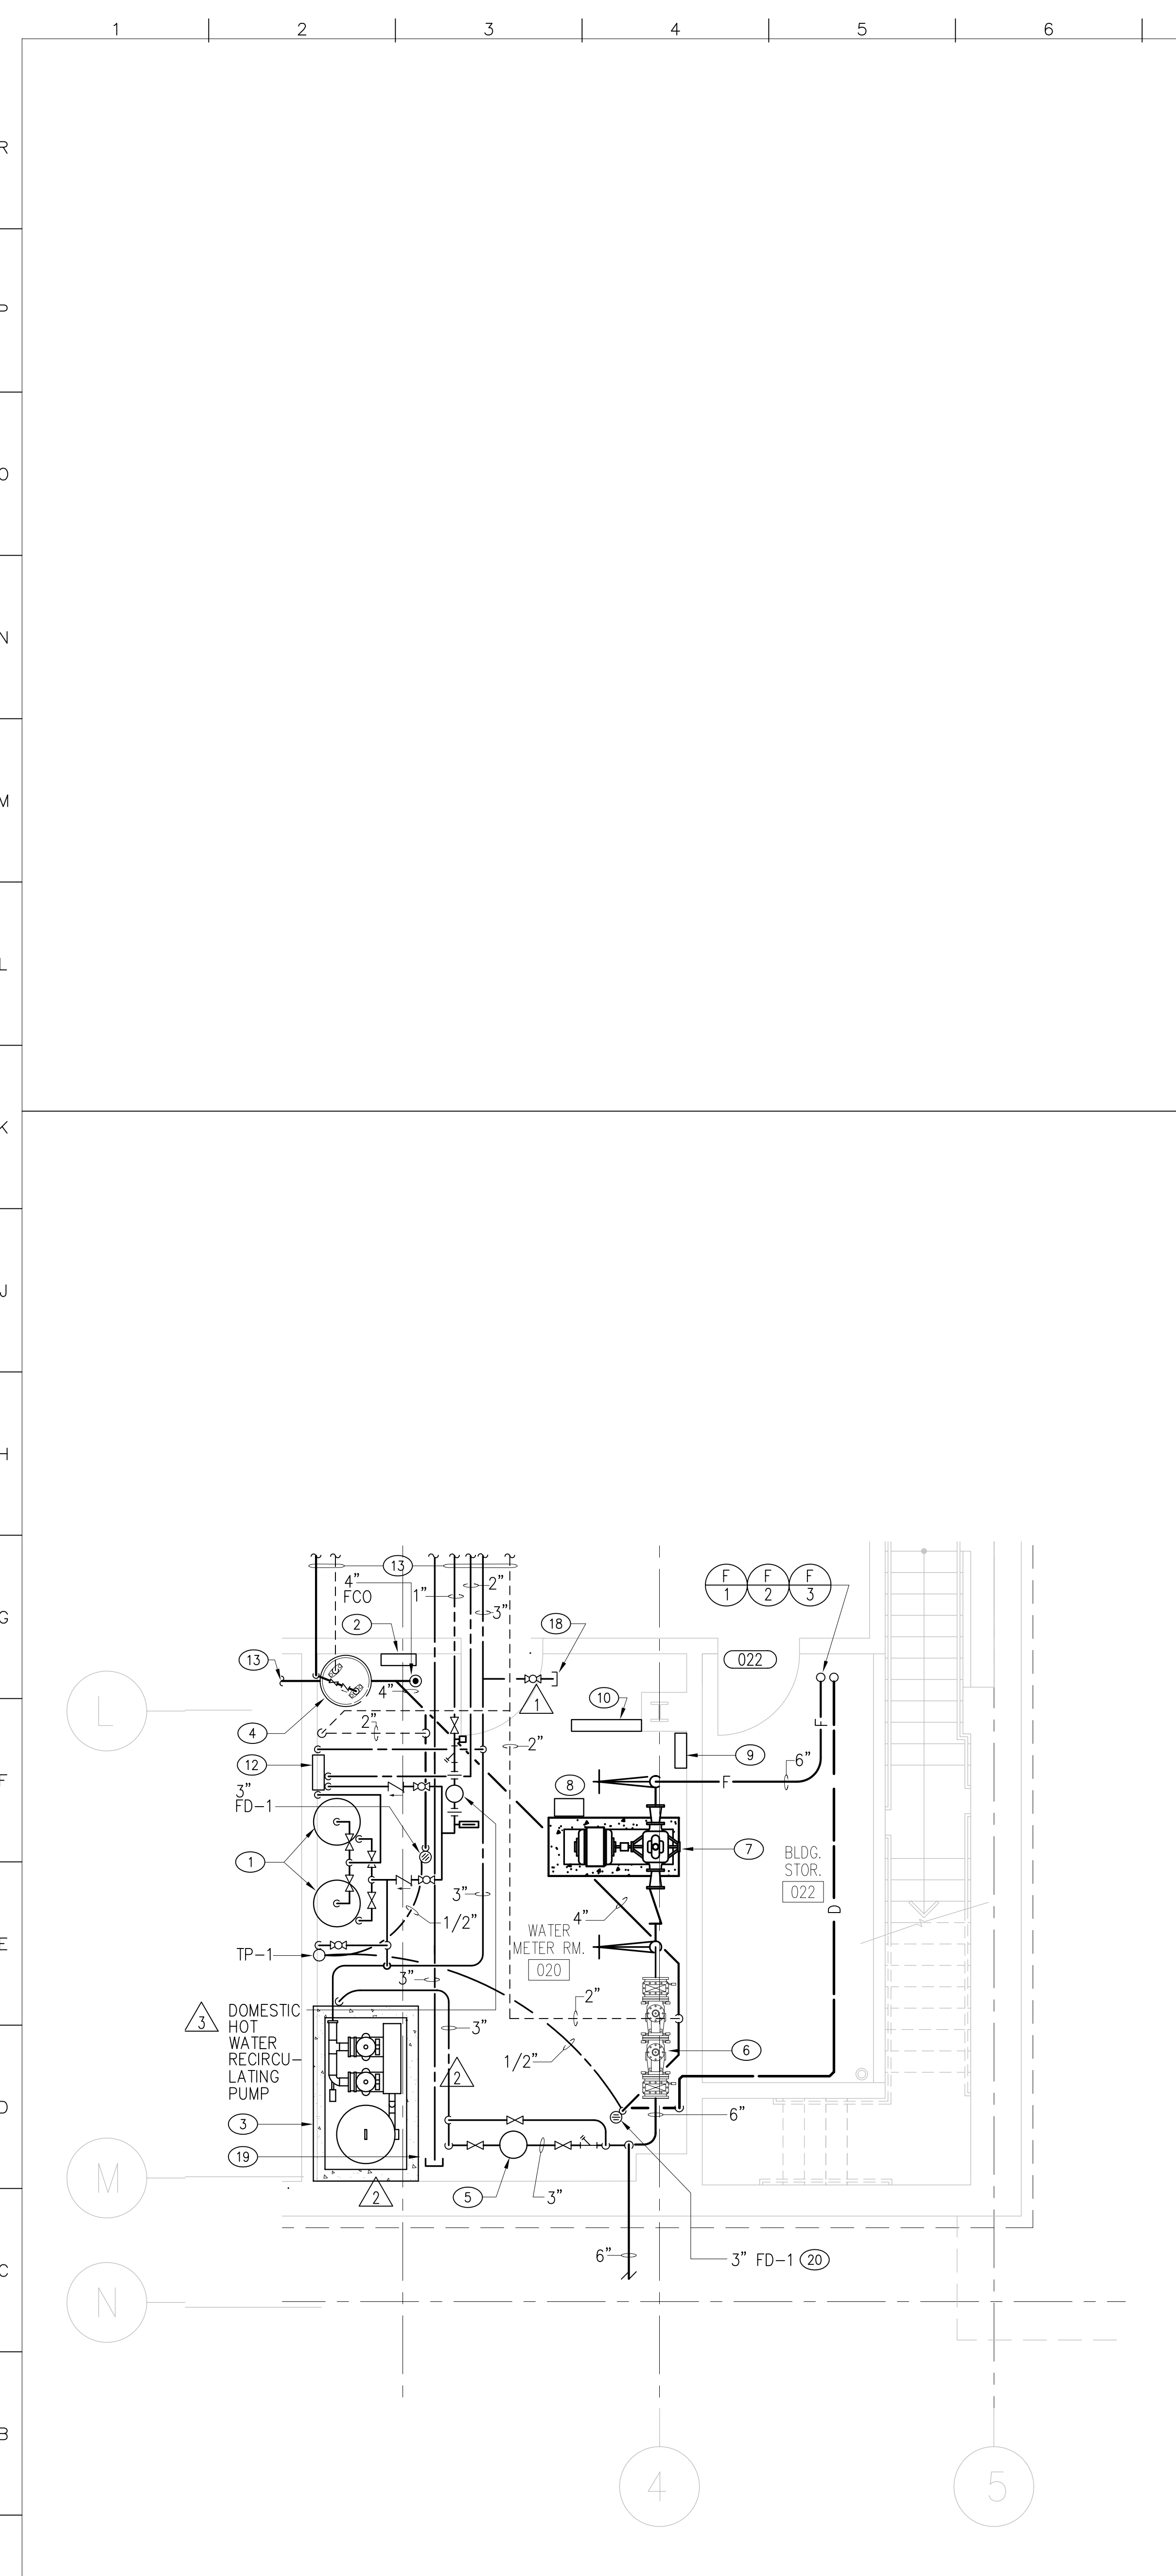 1 2 3 4 5 6
R
P
O
N
M
L
K
J
H
G
F
E
D
C
B
13
4"
FCO
1"
2"
3"
2
18
F F F
1 2 3
13
022
4"
1
10
L
4
2"
2"
9
12
F
6"
3"
FD-1
8
F
7
1
BLDG.
STOR.
022
3"
1/2"
4"
D
WATER
METER RM.
020
TP-1
3"
2"
3
DOMESTIC
HOT
WATER
RECIRCU-
LATING
PUMP
3"
1/2"
6
2
3
6"
19
M
2
5
3"
6"
3" FD-1 20
N
4
5